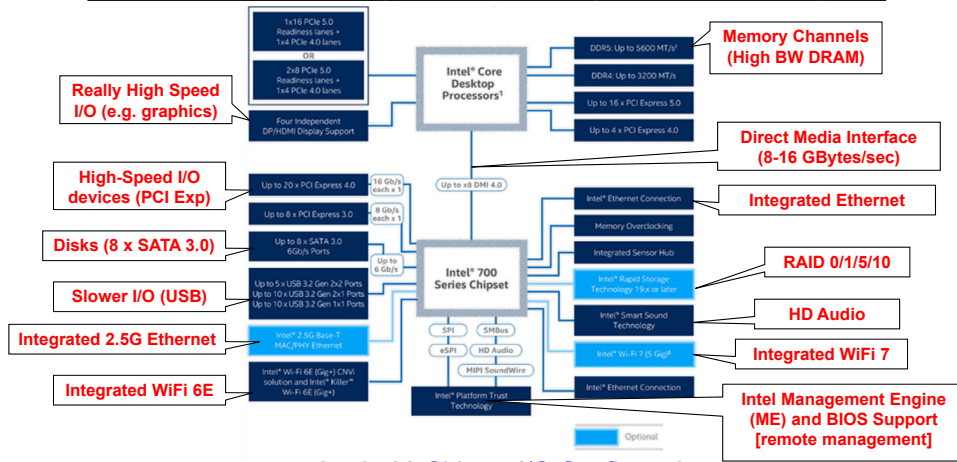 1x16 PCIe 5.0
Readiness lanes +
1x4 PCIe 4.0 lanes
OR
2x8 PCIe 5.0
Readiness lanes +
1x4 PCIe 4.0 lanes
Four Independent
DP/HDMI Display Support
Really High Speed
I/O (e.g. graphics)
Intel® Core
Desktop
Processors¹
DDR5: Up to 5600 MT/s²
DDR4: Up to 3200 MT/s
Up to 16 x PCI Express 5.0
Up to 4 x PCI Express 4.0
Memory Channels
(High BW DRAM)
Direct Media Interface
(8-16 GBytes/sec)
Up to x8 DMI 4.0
High-Speed I/O
devices (PCI Exp)
Disks (8 x SATA 3.0)
Slower I/O (USB)
Integrated 2.5G Ethernet
Integrated WiFi 6E
Up to 20 x PCI Express 4.0
16 Gb/s
each x 1
Up to 8 x PCI Express 3.0
8 Gb/s
each x 1
Up to 8 x SATA 3.0
6Gb/s Ports
Up to
6 Gb/s
Up to 5 x USB 3.2 Gen 2x2 Ports
Up to 10 x USB 3.2 Gen 2x1 Ports
Up to 10 x USB 3.2 Gen 1x1 Ports
Intel® 2.5G Base-T
MAC/PHY Ethernet
Intel® Wi-Fi 6E (Gig+) CNVi
solution and Intel® Killer™
Wi-Fi 6E (Gig+)
Intel® 700
Series Chipset
SPI
SMBus
eSPI
HD Audio
MIPI SoundWire
Intel® Platform Trust
Technology
Intel® Ethernet Connection
Memory Overclocking
Integrated Sensor Hub
Intel® Rapid Storage
Technology 19.x or later
Intel® Smart Sound
Technology
Intel® Wi-Fi 7 (5 Gig)³
Intel® Ethernet Connection
Optional
Integrated Ethernet
RAID 0/1/5/10
HD Audio
Integrated WiFi 7
Intel Management Engine
(ME) and BIOS Support
[remote management]